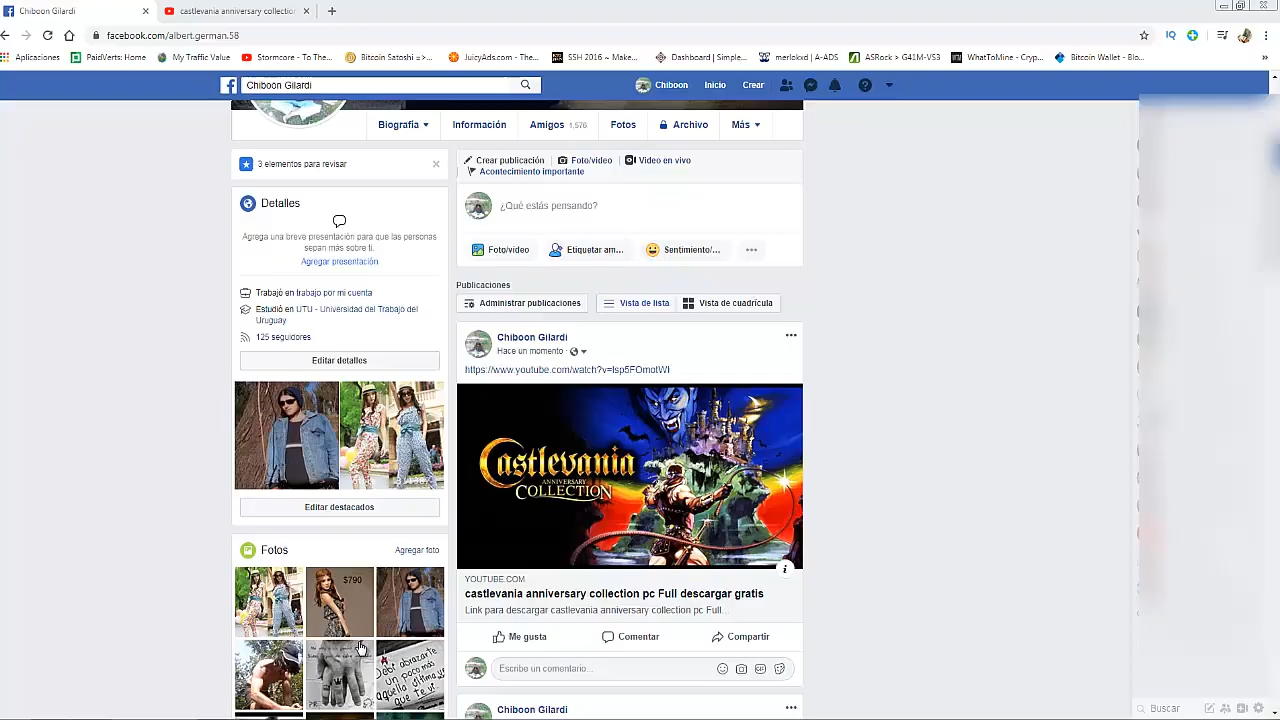 Chiboon Gilardi
castlevania anniversary collection
facebook.com/albert.german.58
Aplicaciones
PaidVerts: Home
My Traffic Value
Stormcore - To The...
Bitcoin Satoshi =>...
JuicyAds.com - The...
SSH 2016 ~ Make...
Dashboard | Simple...
merlokxd | A-ADS
ASRock > G41M-VS3
WhatToMine - Cryp...
Bitcoin Wallet - Blo...
Chiboon Gilardi
Chiboon
Inicio
Crear
Biografía
Información
Amigos 1,576
Fotos
Archivo
Más
3 elementos para revisar
Detalles
Agrega una breve presentación para que las personas
sepan más sobre ti.
Agregar presentación
Trabajó en trabajo por mi cuenta
Estudió en UTU - Universidad del Trabajo del
Uruguay
125 seguidores
Editar detalles
Editar destacados
Fotos
Agregar foto
$790
Crear publicación
Foto/video
Video en vivo
Acontecimiento importante
¿Qué estás pensando?
Foto/video
Etiquetar am...
Sentimiento/...
Publicaciones
Administrar publicaciones
Vista de lista
Vista de cuadrícula
Chiboon Gilardi
Hace un momento
Castlevania
ANNIVERSARY
COLLECTION
YOUTUBE.COM
castlevania anniversary collection pc Full descargar gratis
Link para descargar castlevania anniversary collection pc Full...
Me gusta
Comentar
Compartir
Escribo un comentario...
Chiboon Gilardi
Buscar